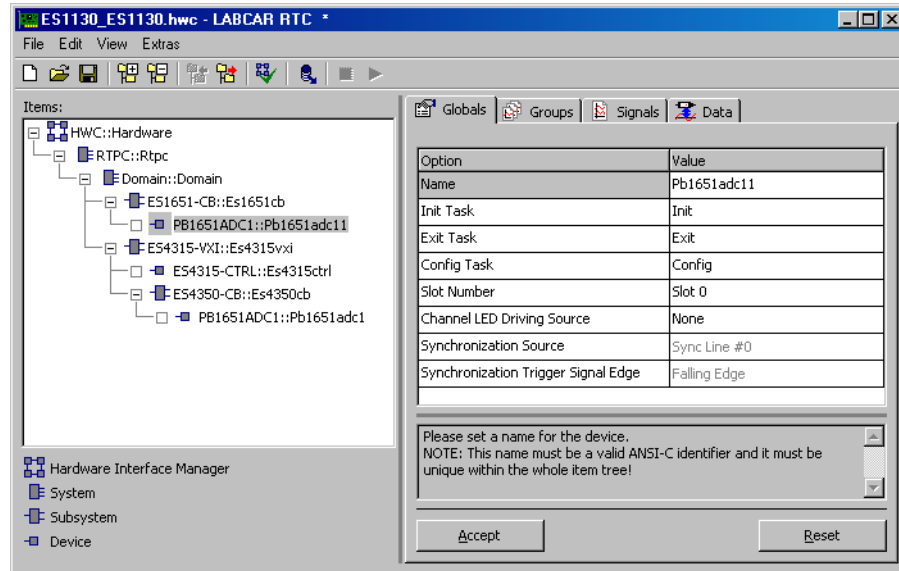 ES1130_ES1130.hwc - LABCAR RTC *
File Edit View Extras
Items:
HWC::Hardware
RTPC::Rtpc
Domain::Domain
ES1651-CB::Es1651cb
PB1651ADC1::Pb1651adc11
ES4315-VXI::Es4315vxi
ES4315-CTRL::Es4315ctrl
ES4350-CB::Es4350cb
PB1651ADC1::Pb1651adc1
Hardware Interface Manager
System
Subsystem
Device
Globals Groups Signals Data
Option Value
Name Pb1651adc11
Init Task Init
Exit Task Exit
Config Task Config
Slot Number Slot 0
Channel LED Driving Source None
Synchronization Source Sync Line #0
Synchronization Trigger Signal Edge Falling Edge
Please set a name for the device.
NOTE: This name must be a valid ANSI-C identifier and it must be
unique within the whole item tree!
Accept Reset